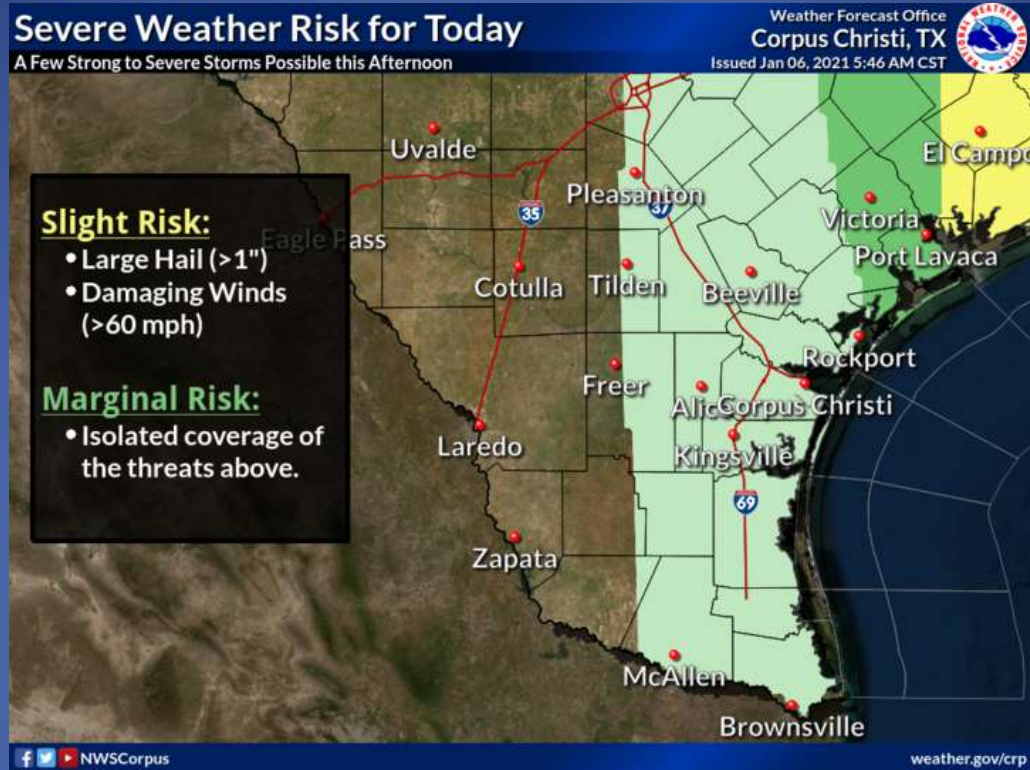 Severe Weather Risk for Today
A Few Strong to Severe Storms Possible this Afternoon
Weather Forecast Office
Corpus Christi, TX
Issued Jan 06, 2021 5:46 AM CST
NATIONAL WEATHER SERVICE
Uvalde
El Campo
Pleasanton
37
35
Victoria
Eagle Pass
Port Lavaca
Cotulla
Tilden
Beeville
Rockport
Freer
Alice
Corpus Christi
Laredo
Kingsville
69
Zapata
McAllen
Brownsville
Slight Risk:
• Large Hail (>1")
• Damaging Winds
(>60 mph)
Marginal Risk:
• Isolated coverage of
the threats above.
NWSCorpus
weather.gov/crp